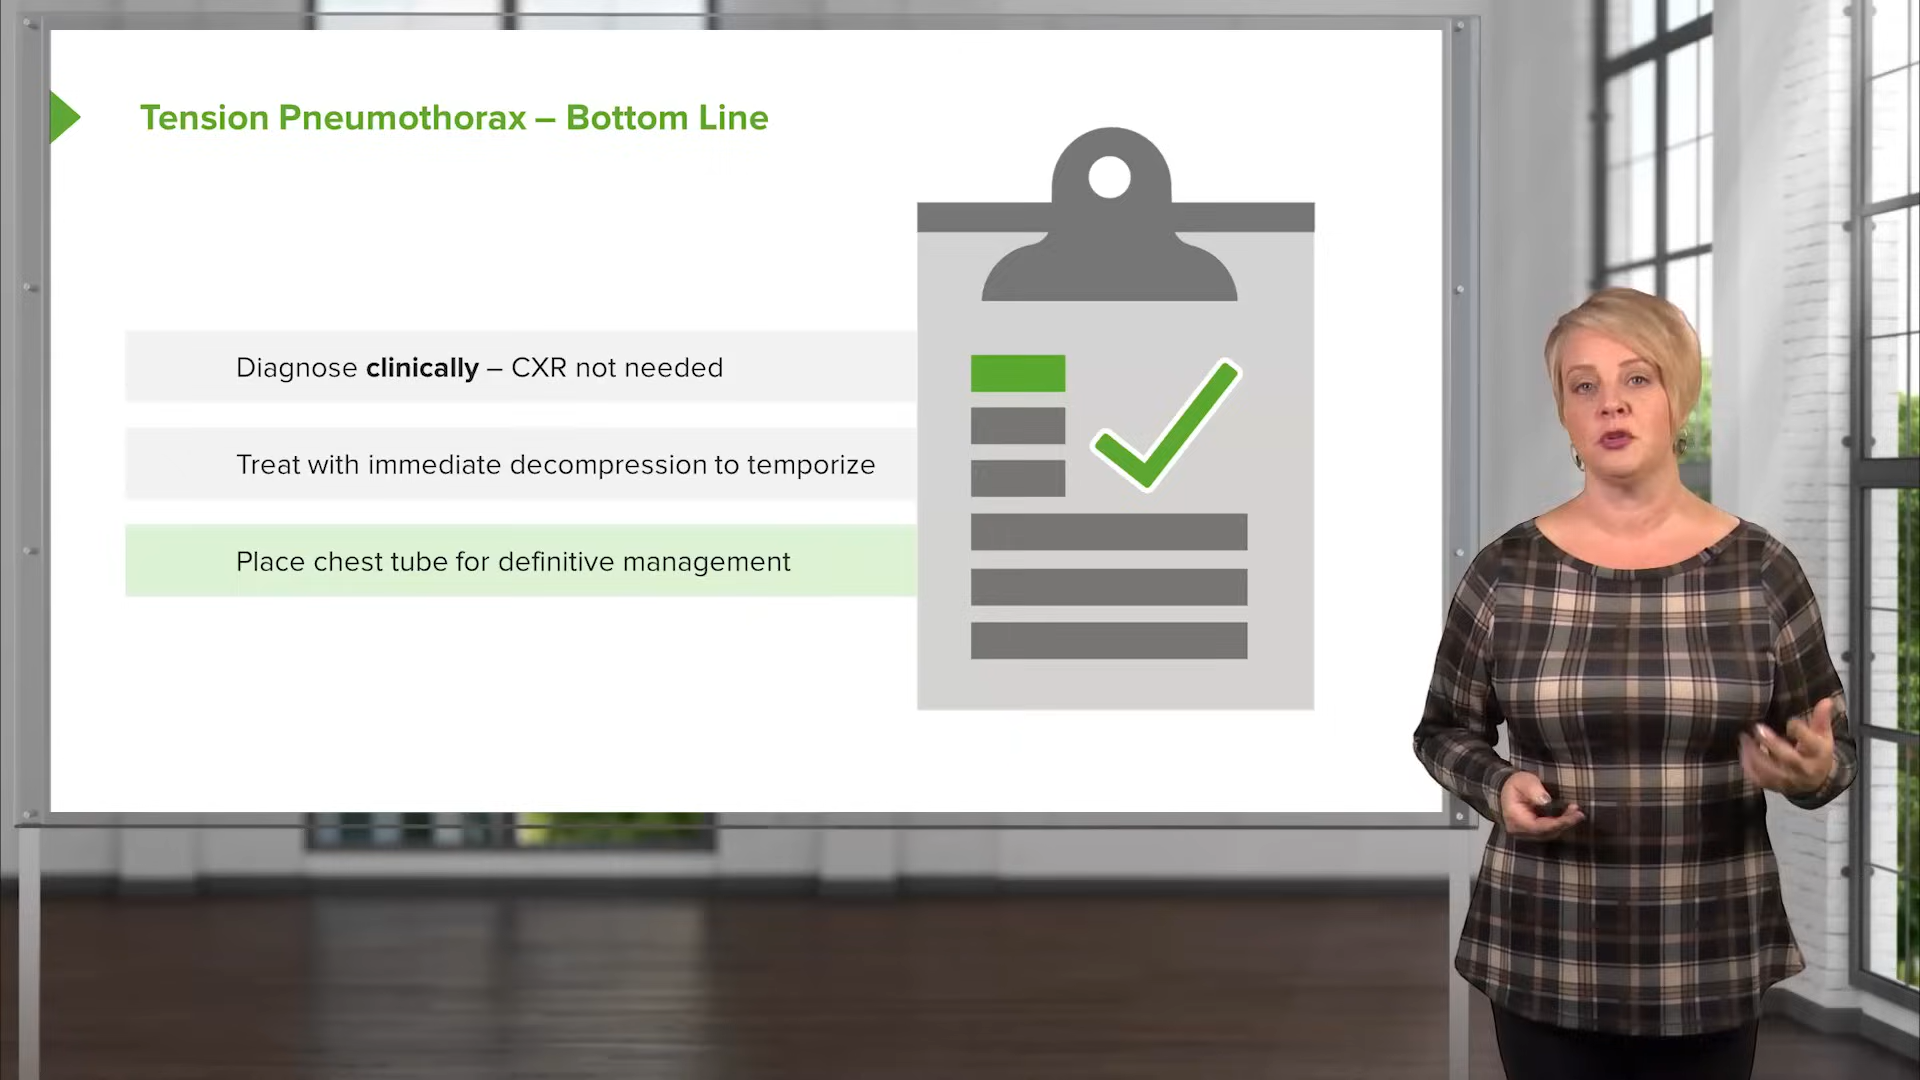 Tension Pneumothorax – Bottom Line
Diagnose clinically – CXR not needed
Treat with immediate decompression to temporize
Place chest tube for definitive management